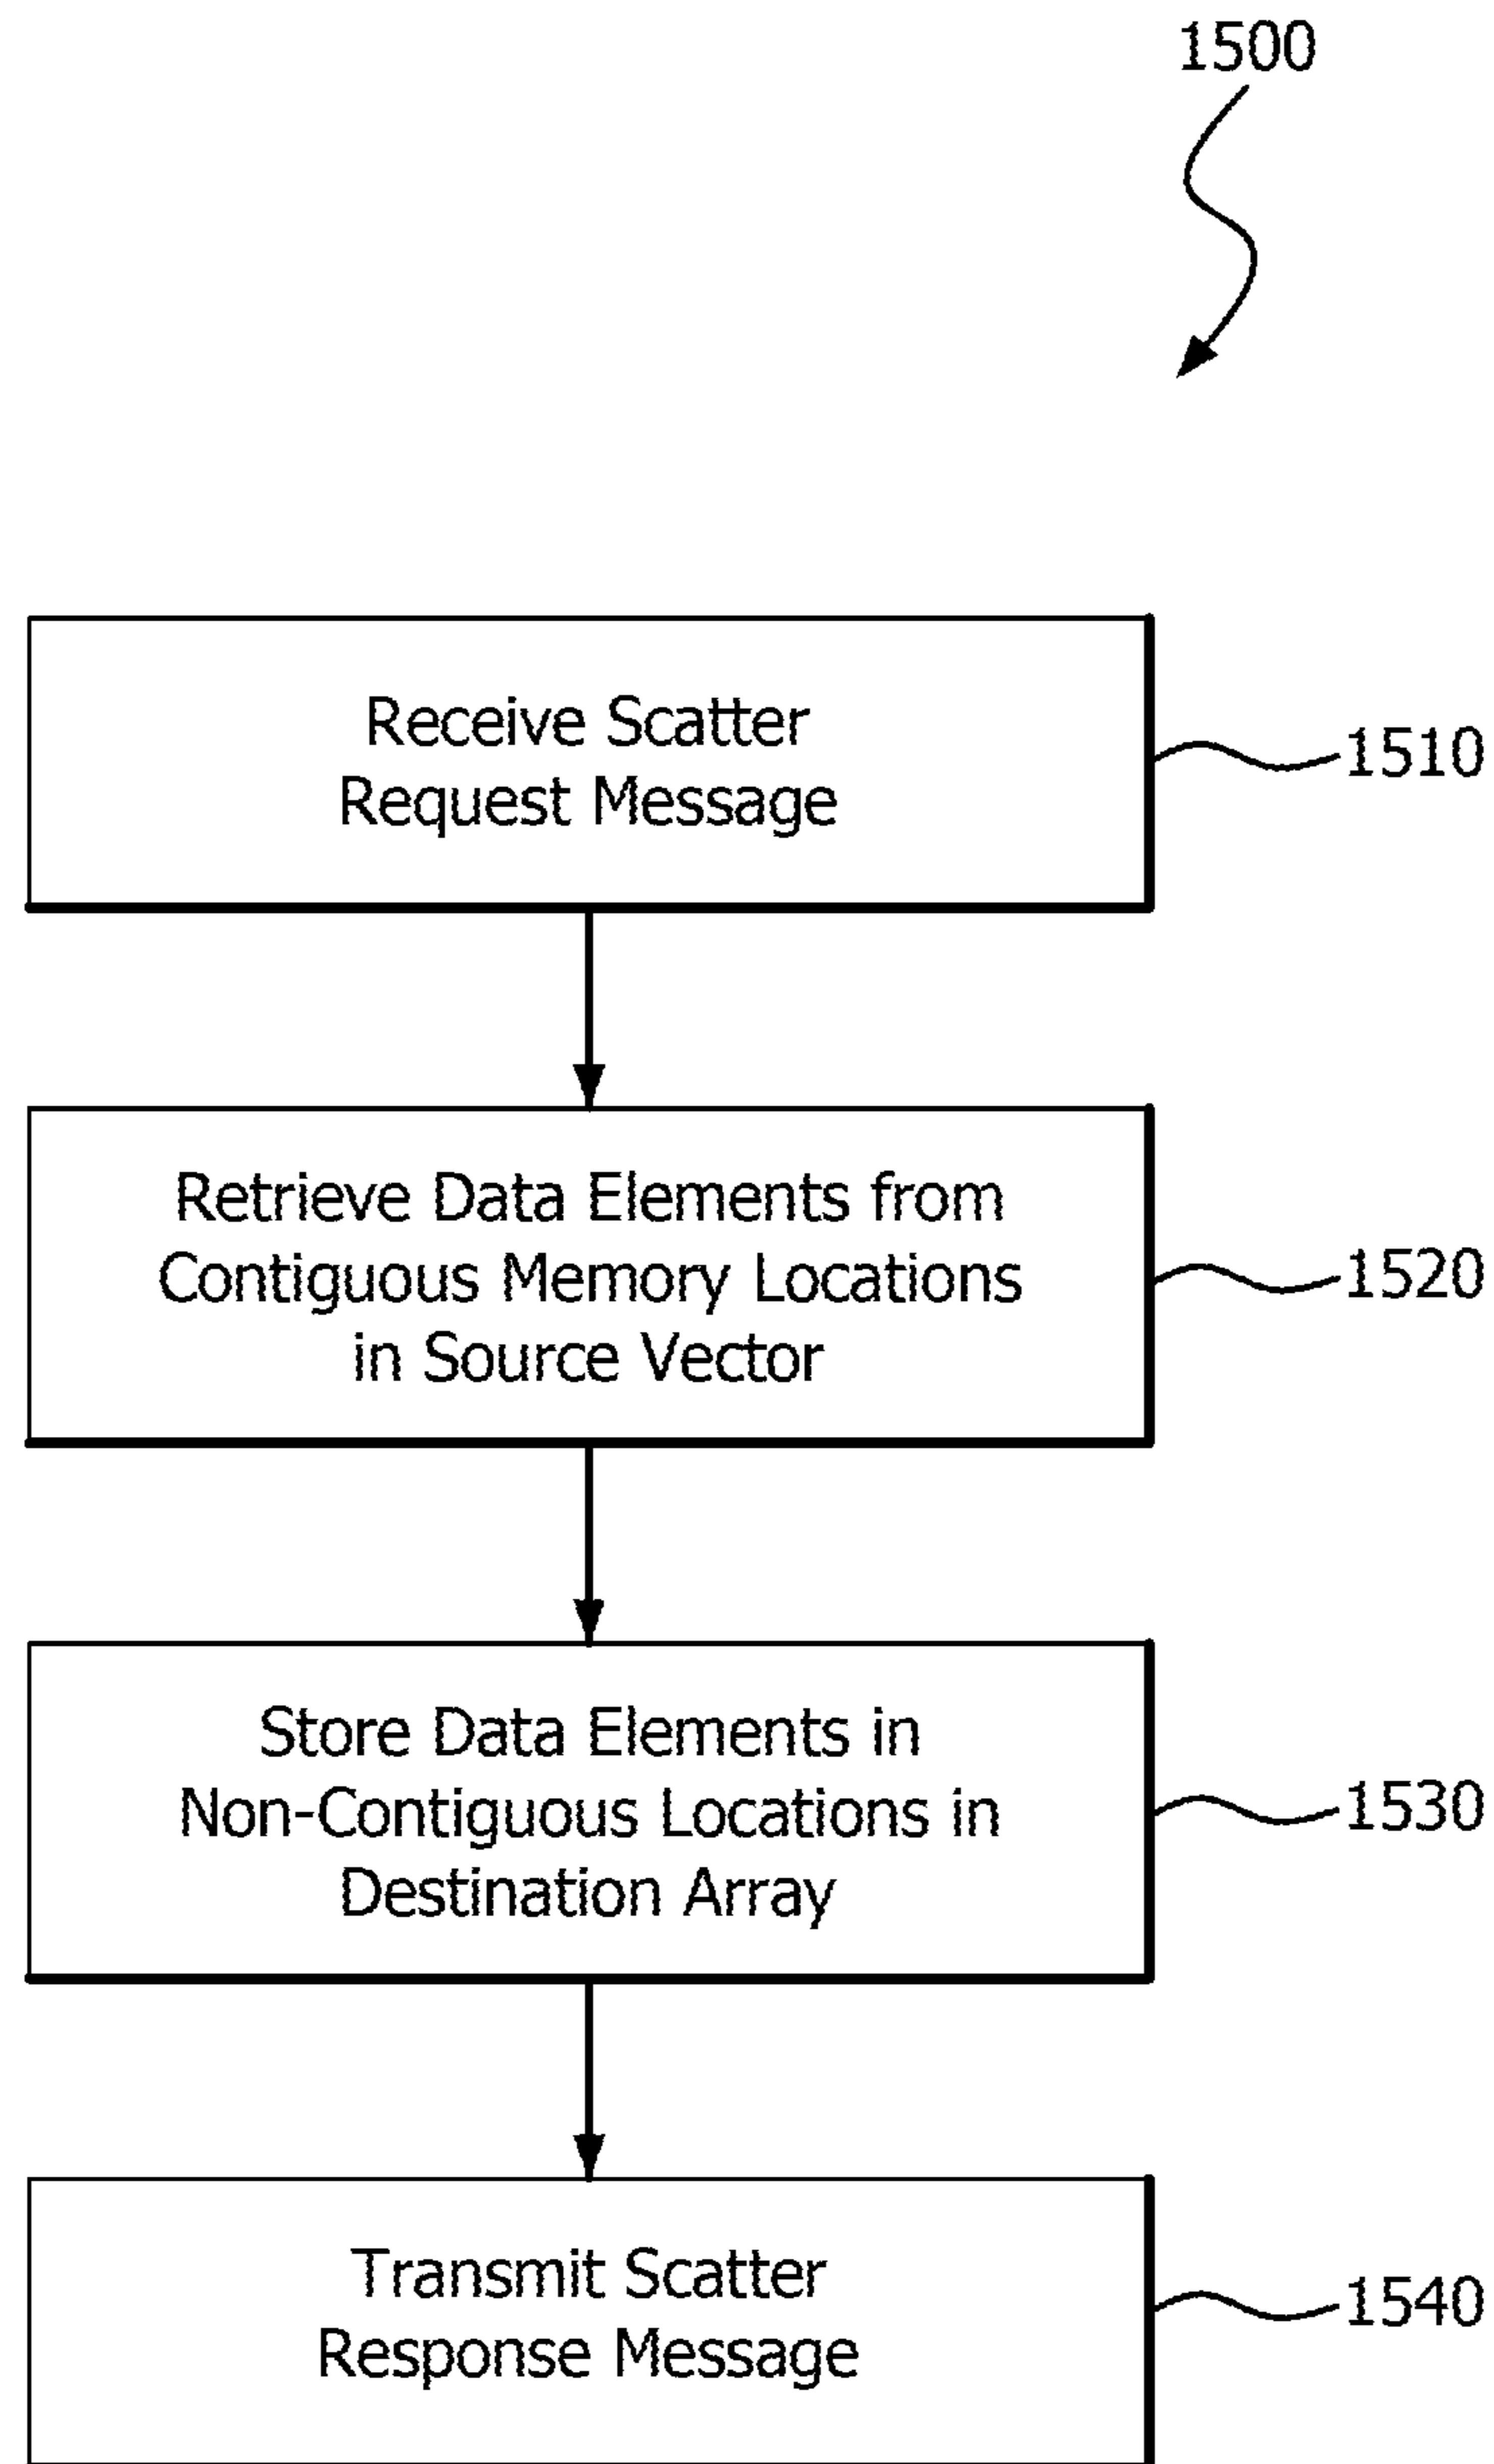 1500
Receive Scatter
Request Message
1510
Retrieve Data Elements from
Contiguous Memory Locations
in Source Vector
1520
Store Data Elements in
Non-Contiguous Locations in
Destination Array
1530
Transmit Scatter
Response Message
1540